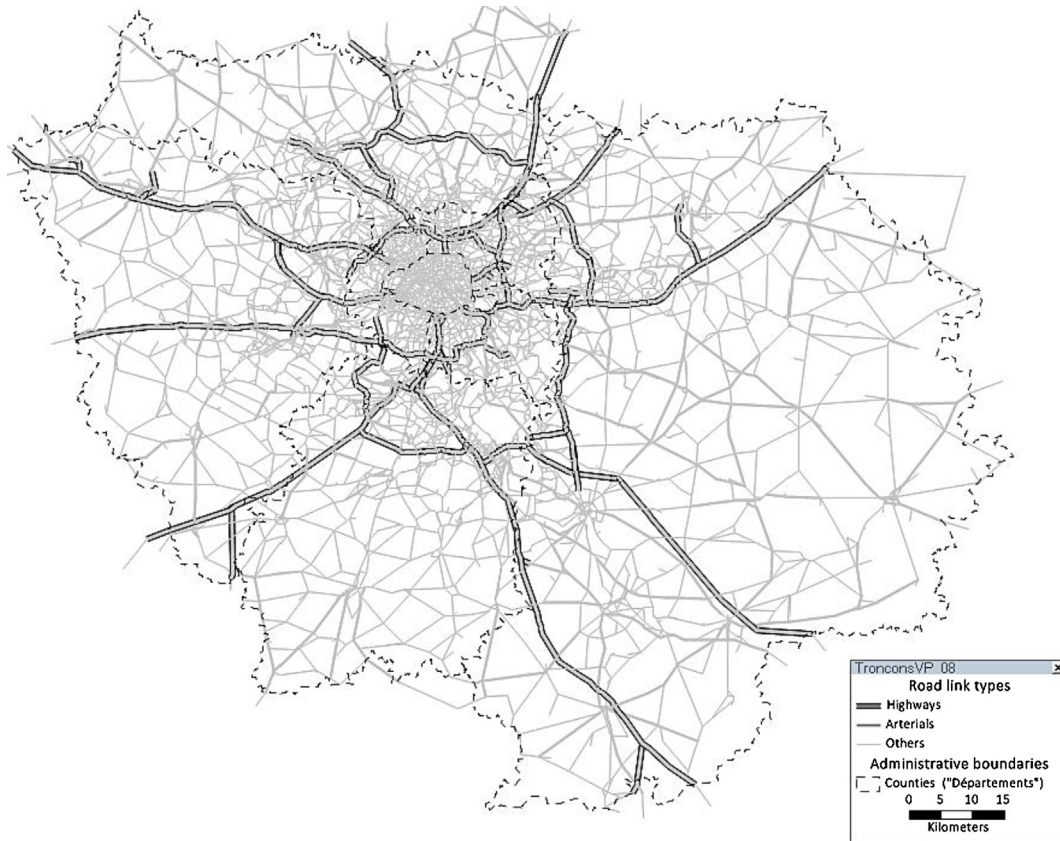 TronconsVP_08
Road link types
Highways
Arterials
Others
Administrative boundaries
Counties ("Départements")
0 5 10 15
Kilometers